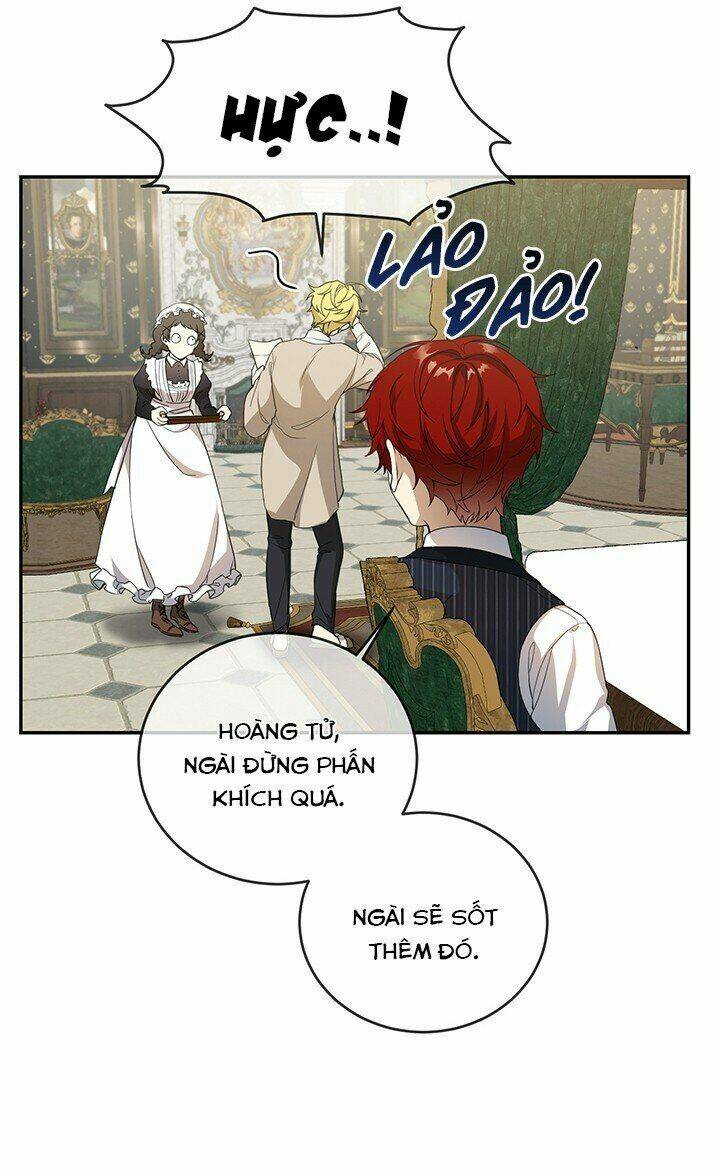 HỰC..!
LẢO
ĐẢO!
HOÀNG TỬ,
NGÀI ĐỪNG PHẤN
KHÍCH QUÁ.
NGÀI SẼ SỐT
THÊM ĐÓ.